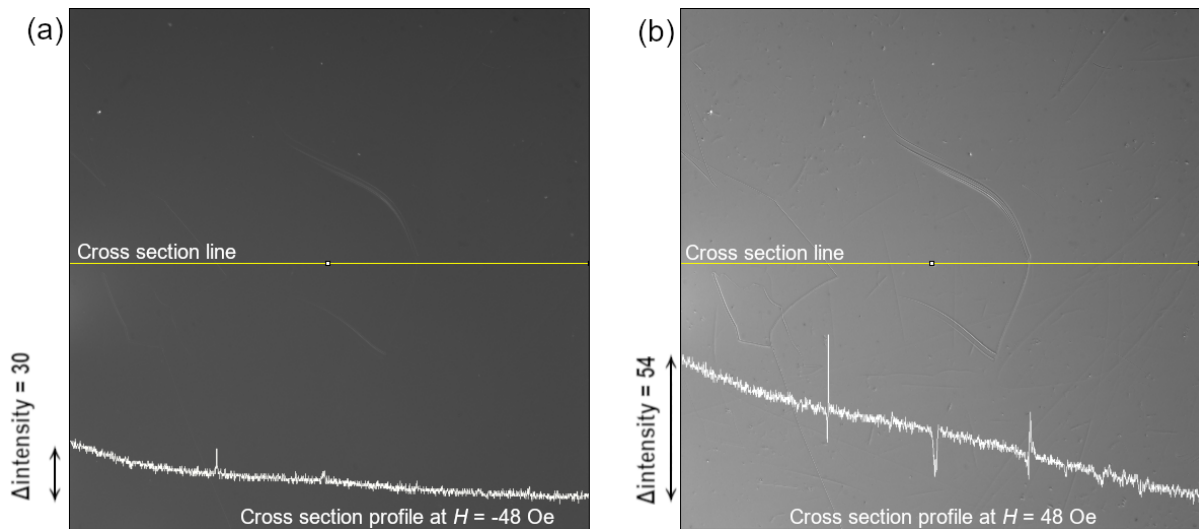 (a)
Cross section line
Δintensity = 30
Cross section profile at H = -48 Oe
(b)
Cross section line
Δintensity = 54
Cross section profile at H = 48 Oe